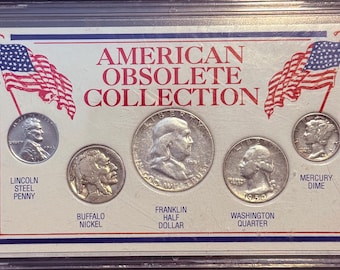 AMERICAN
OBSOLETE
COLLECTION
LINCOLN
STEEL
PENNY
BUFFALO
NICKEL
FRANKLIN
HALF
DOLLAR
WASHINGTON
QUARTER
MERCURY
DIME